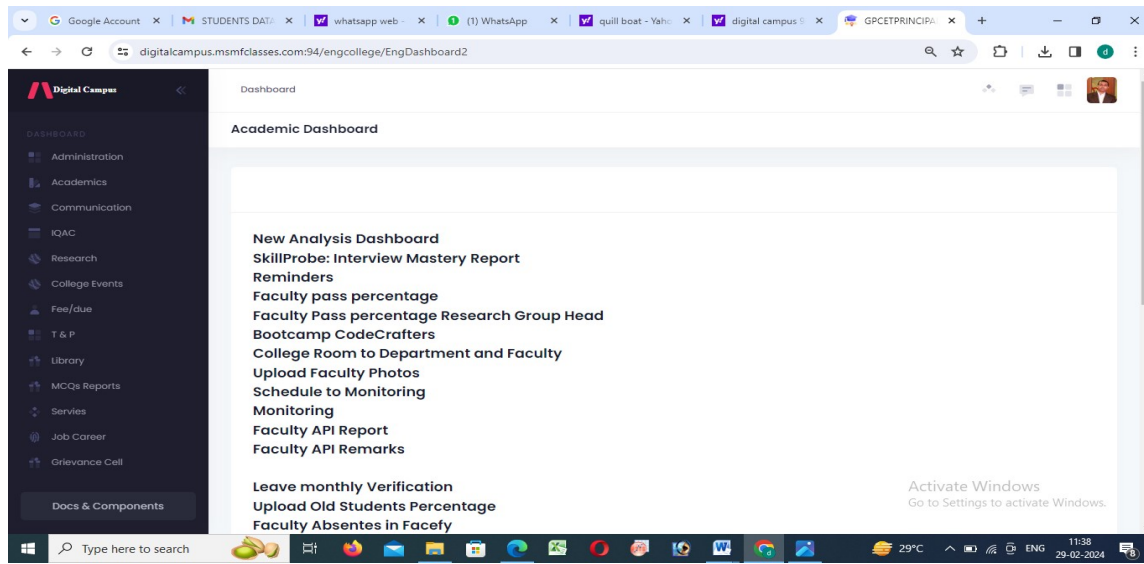 Google Account
STUDENTS DATA
whatsapp web -
(1) WhatsApp
quill boat - Yaho
digital campus S
GPCETPRINCIPA
digitalcampus.msmfclasses.com:94/engcollege/EngDashboard2
d
Digital Campus
Dashboard
DASHBOARD
Academic Dashboard
Administration
Academics
Communication
IQAC
Research
College Events
Fee/due
T & P
Library
MCQs Reports
Servies
Job Career
Grievance Cell
Docs & Components
New Analysis Dashboard
SkillProbe: Interview Mastery Report
Reminders
Faculty pass percentage
Faculty Pass percentage Research Group Head
Bootcamp CodeCrafters
College Room to Department and Faculty
Upload Faculty Photos
Schedule to Monitoring
Monitoring
Faculty API Report
Faculty API Remarks
Leave monthly Verification
Upload Old Students Percentage
Faculty Absentes in Facefy
Activate Windows
Go to Settings to activate Windows.
Type here to search
29°C
ENG
11:38
29-02-2024
8